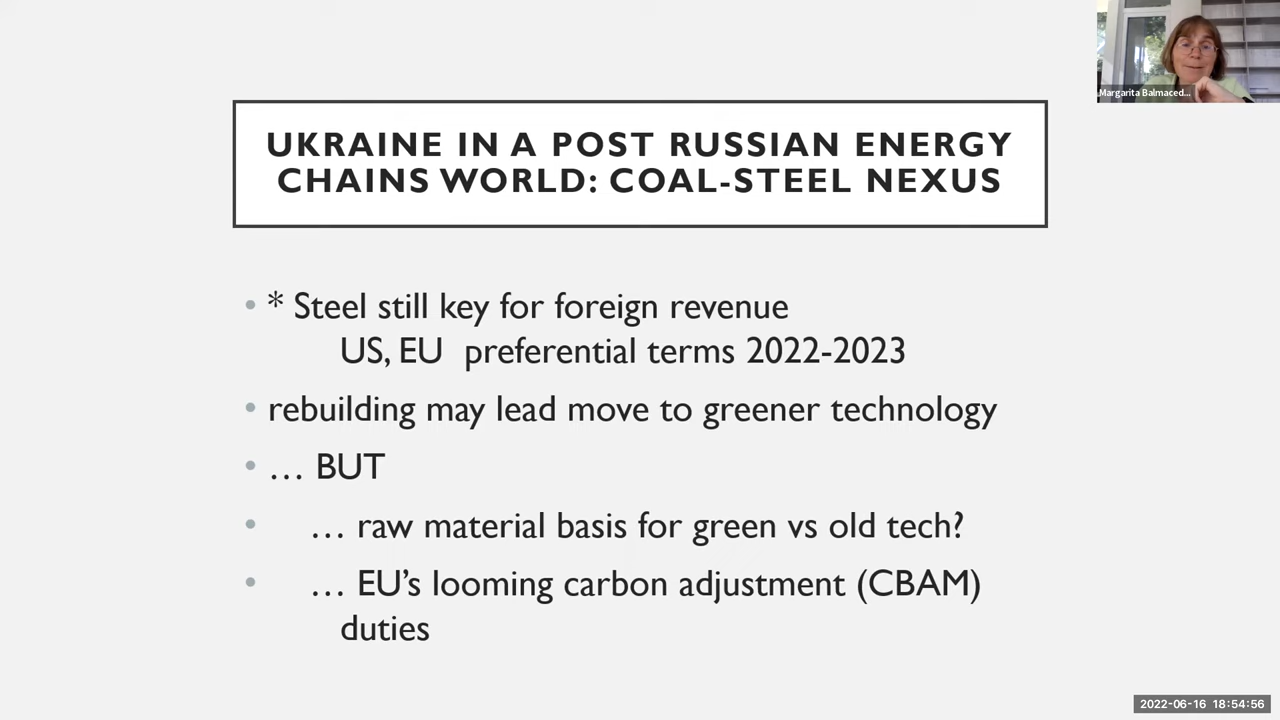 Margarita Balmaced...
UKRAINE IN A POST RUSSIAN ENERGY
CHAINS WORLD: COAL-STEEL NEXUS
• * Steel still key for foreign revenue
US, EU preferential terms 2022-2023
• rebuilding may lead move to greener technology
• … BUT
• … raw material basis for green vs old tech?
• … EU’s looming carbon adjustment (CBAM)
duties
2022-06-16 18:54:56